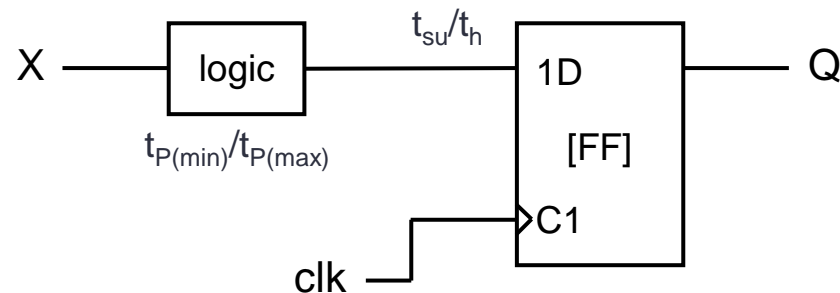 t_su/t_h
X logic 1D Q
t_P(min)/t_P(max)
[FF]
C1
clk